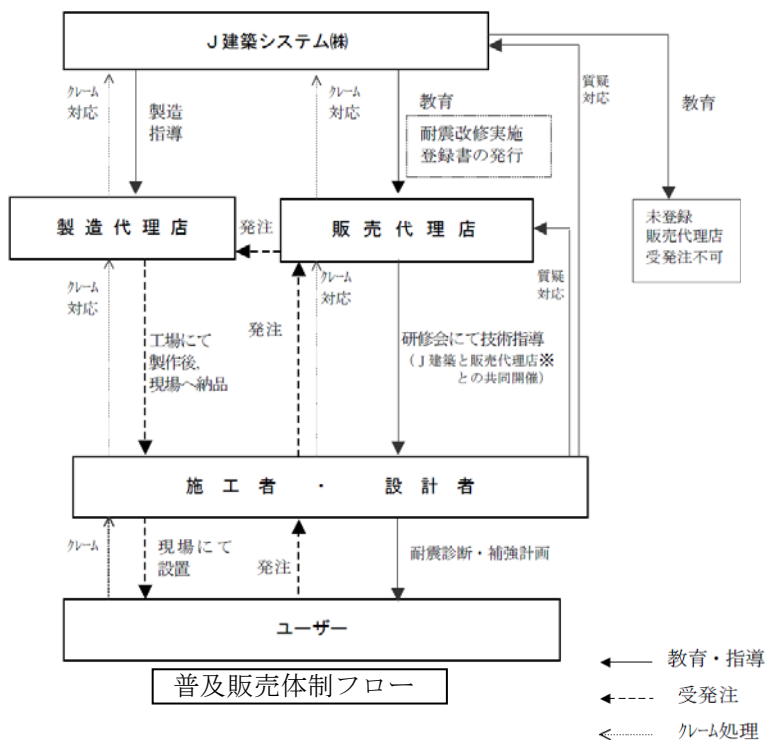 J建築システム㈱
クレーム
対応
製造
指導
クレーム
対応
教育
耐震改修実施
登録書の発行
質疑
対応
教育
製造代理店
発注
販売代理店
未登録
販売代理店
受発注不可
クレーム
対応
工場にて
製作後,
現場へ納品
発注
クレーム
対応
研修会にて技術指導
(J建築と販売代理店※
との共同開催)
質疑
対応
施工者・設計者
クレーム
現場にて
設置
発注
耐震診断・補強計画
ユーザー
普及販売体制フロー
教育・指導
受発注
クレーム処理